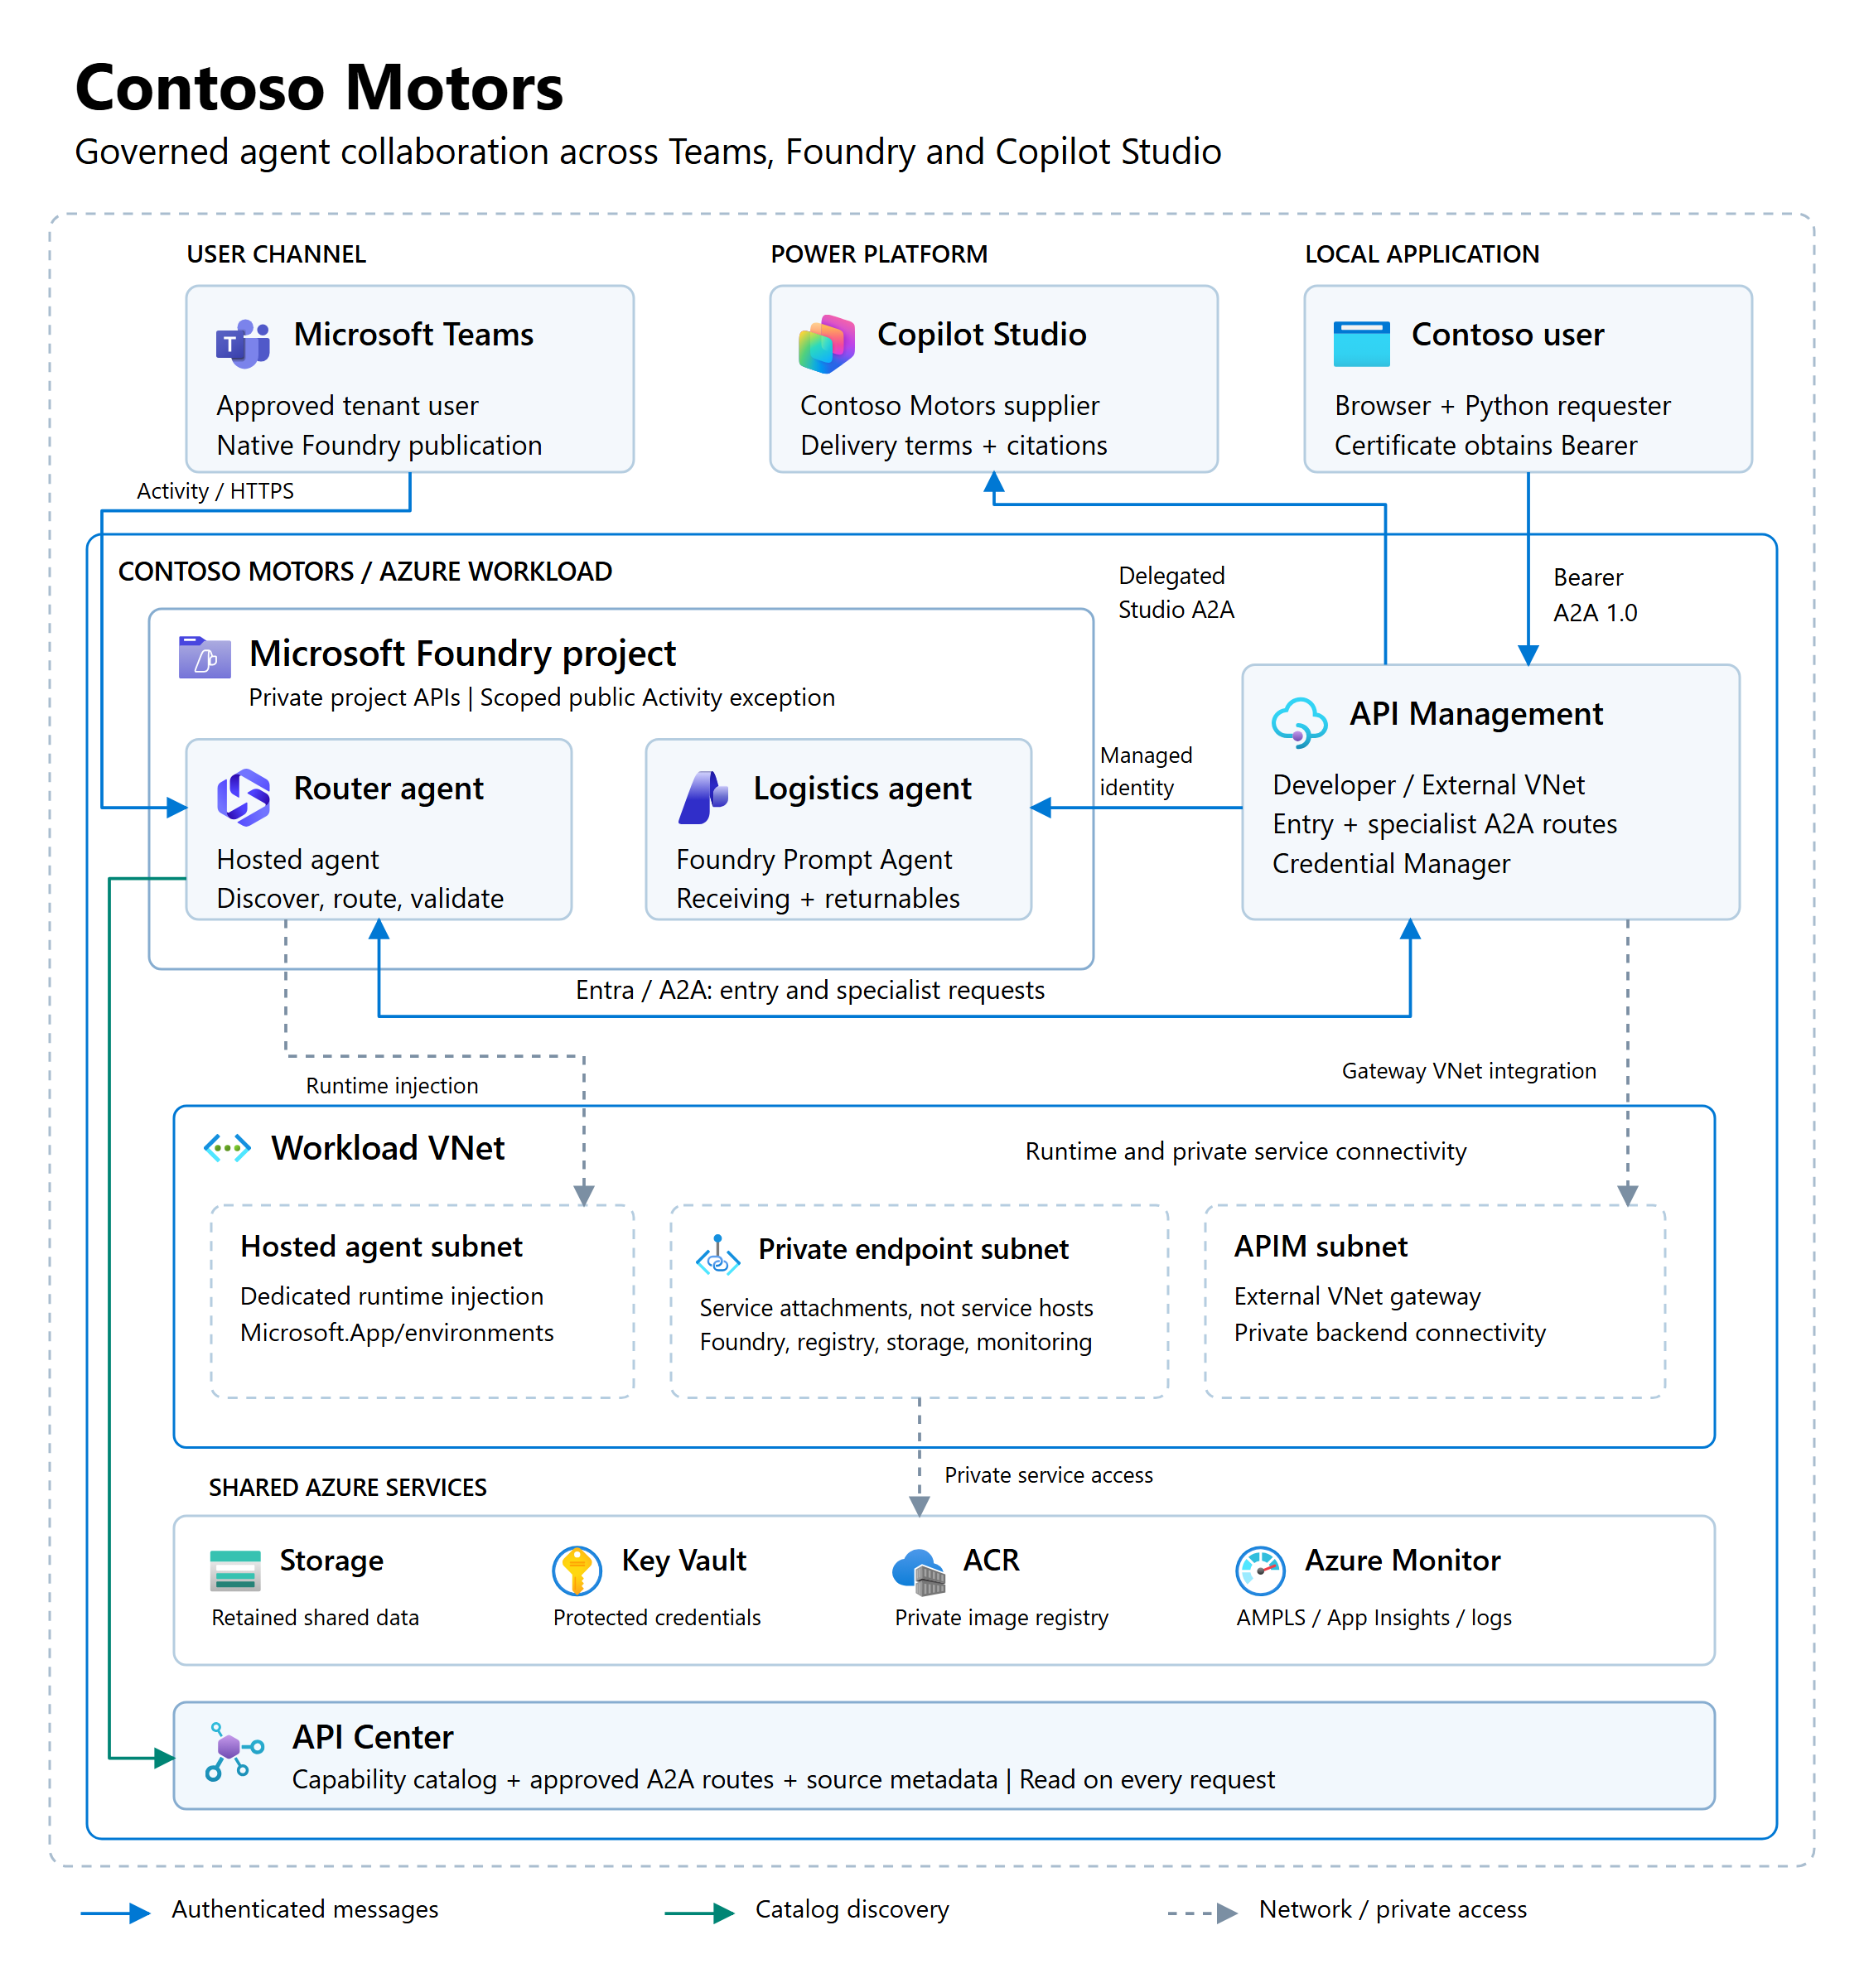 Contoso Motors
Governed agent collaboration across Teams, Foundry and Copilot Studio
USER CHANNEL
Microsoft Teams
Approved tenant user
Native Foundry publication
POWER PLATFORM
Copilot Studio
Contoso Motors supplier
Delivery terms + citations
LOCAL APPLICATION
Contoso user
Browser + Python requester
Certificate obtains Bearer
Activity / HTTPS
CONTOSO MOTORS / AZURE WORKLOAD
Delegated
Studio A2A
Bearer
A2A 1.0
Microsoft Foundry project
Private project APIs | Scoped public Activity exception
Router agent
Hosted agent
Discover, route, validate
Logistics agent
Foundry Prompt Agent
Receiving + returnables
Managed
identity
API Management
Developer / External VNet
Entry + specialist A2A routes
Credential Manager
Entra / A2A: entry and specialist requests
Runtime injection
Gateway VNet integration
Workload VNet
Runtime and private service connectivity
Hosted agent subnet
Dedicated runtime injection
Microsoft.App/environments
Private endpoint subnet
Service attachments, not service hosts
Foundry, registry, storage, monitoring
APIM subnet
External VNet gateway
Private backend connectivity
Private service access
SHARED AZURE SERVICES
Storage
Retained shared data
Key Vault
Protected credentials
ACR
Private image registry
Azure Monitor
AMPLS / App Insights / logs
API Center
Capability catalog + approved A2A routes + source metadata | Read on every request
Authenticated messages
Catalog discovery
Network / private access